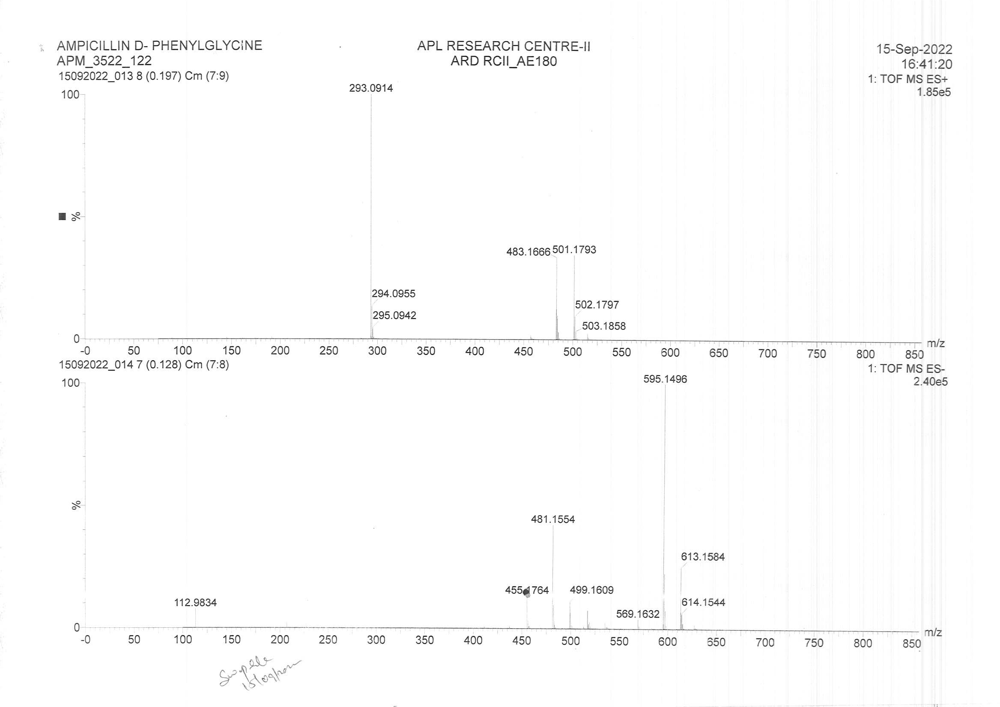 AMPICILLIN D- PHENYLGLYCINE
APM_3522_122
15092022_013 8 (0.197) Cm (7:9)
APL RESEARCH CENTRE-II
ARD RCII_AE180
15-Sep-2022
16:41:20
1: TOF MS ES+
1.85e5
100
%
0
293.0914
294.0955
295.0942
483.1666
501.1793
502.1797
503.1858
-0 50 100 150 200 250 300 350 400 450 500 550 600 650 700 750 800 850 m/z
15092022_014 7 (0.128) Cm (7:8)
1: TOF MS ES-
2.40e5
100
%
0
112.9834
455.1764
481.1554
499.1609
569.1632
595.1496
613.1584
614.1544
-0 50 100 150 200 250 300 350 400 450 500 550 600 650 700 750 800 850 m/z